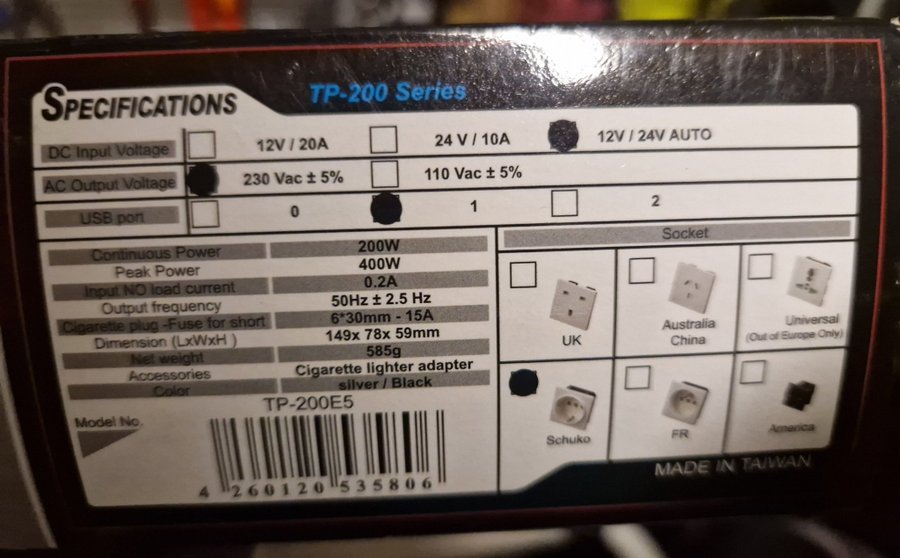 SPECIFICATIONS TP-200 Series
DC Input Voltage 12V / 20A 24 V / 10A 12V / 24V AUTO
AC Output Voltage 230 Vac ± 5% 110 Vac ± 5%
USB port 0 1 2
Continuous Power 200W
Peak Power 400W
Input NO load current 0.2A
Output frequency 50Hz ± 2.5 Hz
Cigarette plug -Fuse for short 6*30mm - 15A
Dimension (LxWxH ) 149x 78x 59mm
Net weight 585g
Accessories Cigarette lighter adapter
Color silver / Black
Model No. TP-200E5
4 260120 535806
Socket
UK
Australia
China
Universal
(Out of Europe Only)
Schuko
FR
America
MADE IN TAIWAN